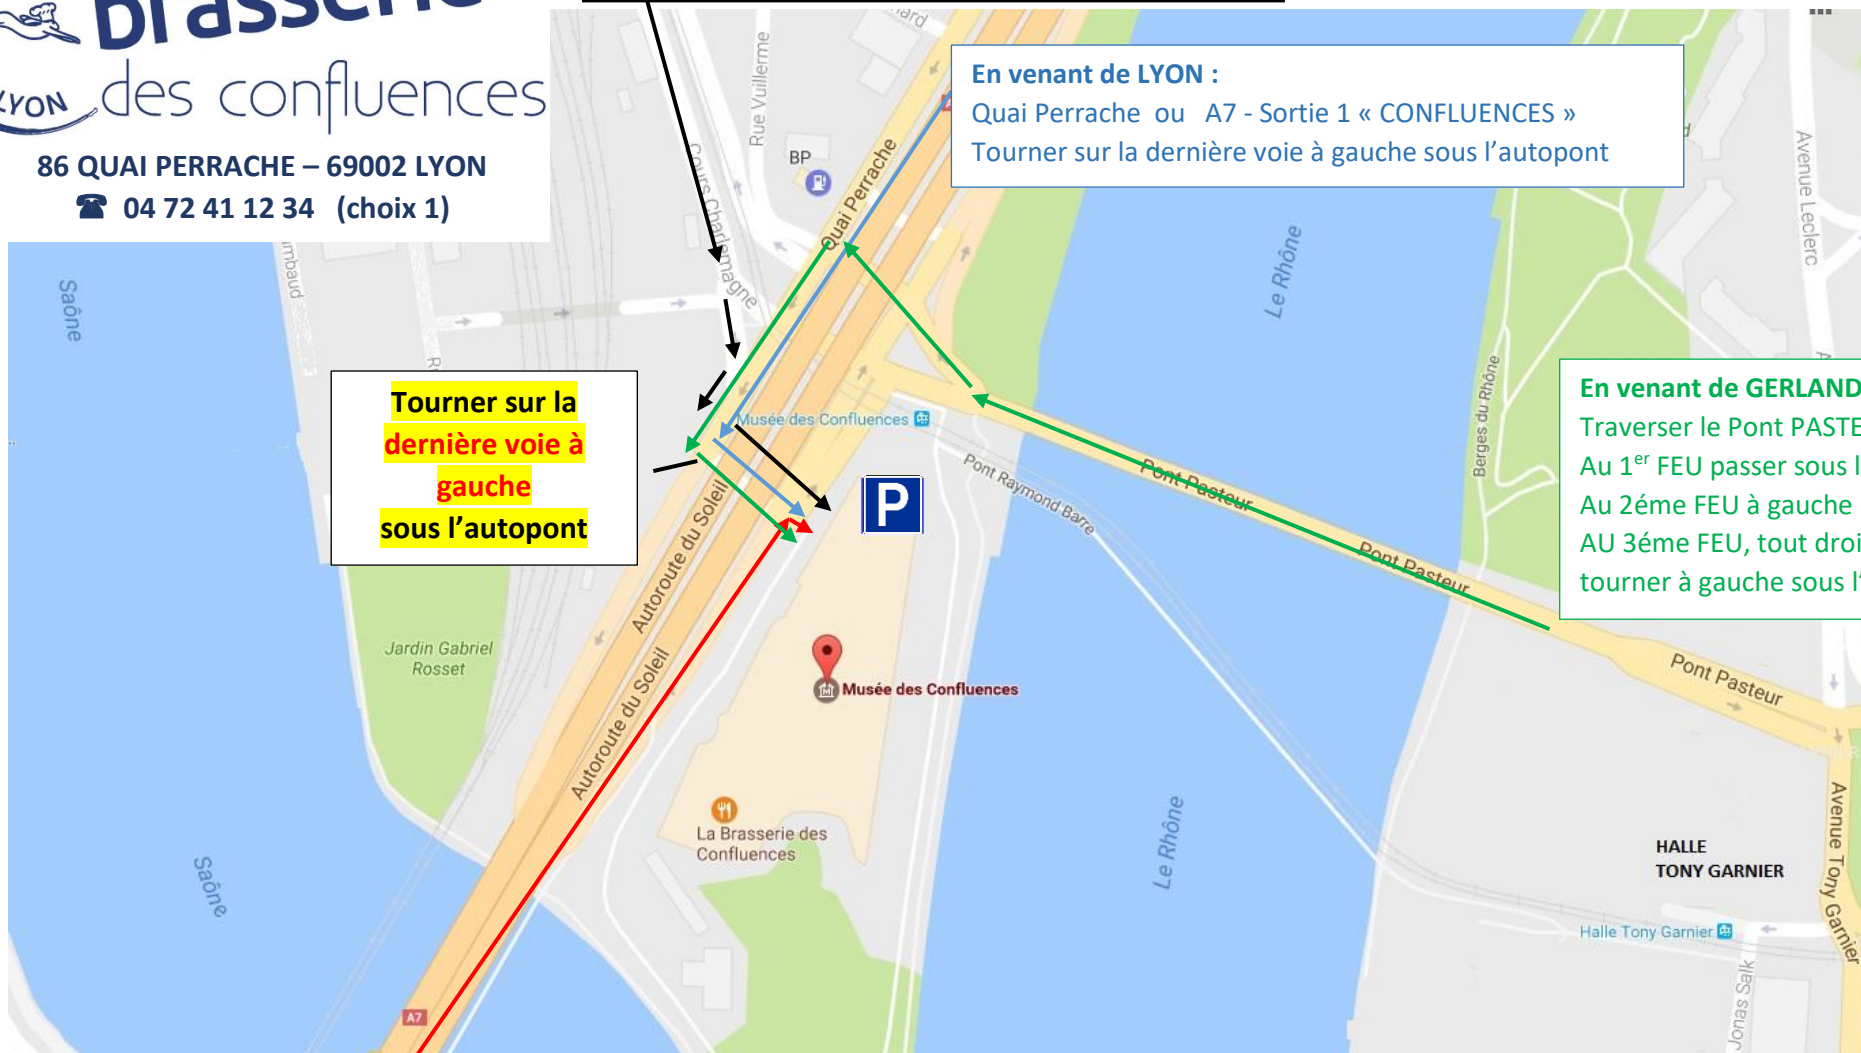 brasserie
LYON des confluences
86 QUAI PERRACHE – 69002 LYON
☎ 04 72 41 12 34 (choix 1)
En venant de LYON :
Quai Perrache ou A7 - Sortie 1 « CONFLUENCES »
Tourner sur la dernière voie à gauche sous l'autopont
En venant de GERLAND
Traverser le Pont PASTE
Au 1er FEU passer sous l
Au 2éme FEU à gauche
AU 3éme FEU, tout droi
tourner à gauche sous l'
Tourner sur la
dernière voie à
gauche
sous l'autopont
Rue Vuillerme
BP
Quai Perrache
Cours Charlemagne
Saône
Le Rhône
Avenue Leclerc
Berges du Rhône
Musée des Confluences
P
Pont Raymond Barre
Pont Pasteur
Pont Pasteur
Pont Pasteur
Autoroute du Soleil
Autoroute du Soleil
Jardin Gabriel
Rosset
Musée des Confluences
La Brasserie des
Confluences
Saône
Le Rhône
HALLE
TONY GARNIER
Halle Tony Garnier
Avenue Tony Garnier
Jonas Salk
A7